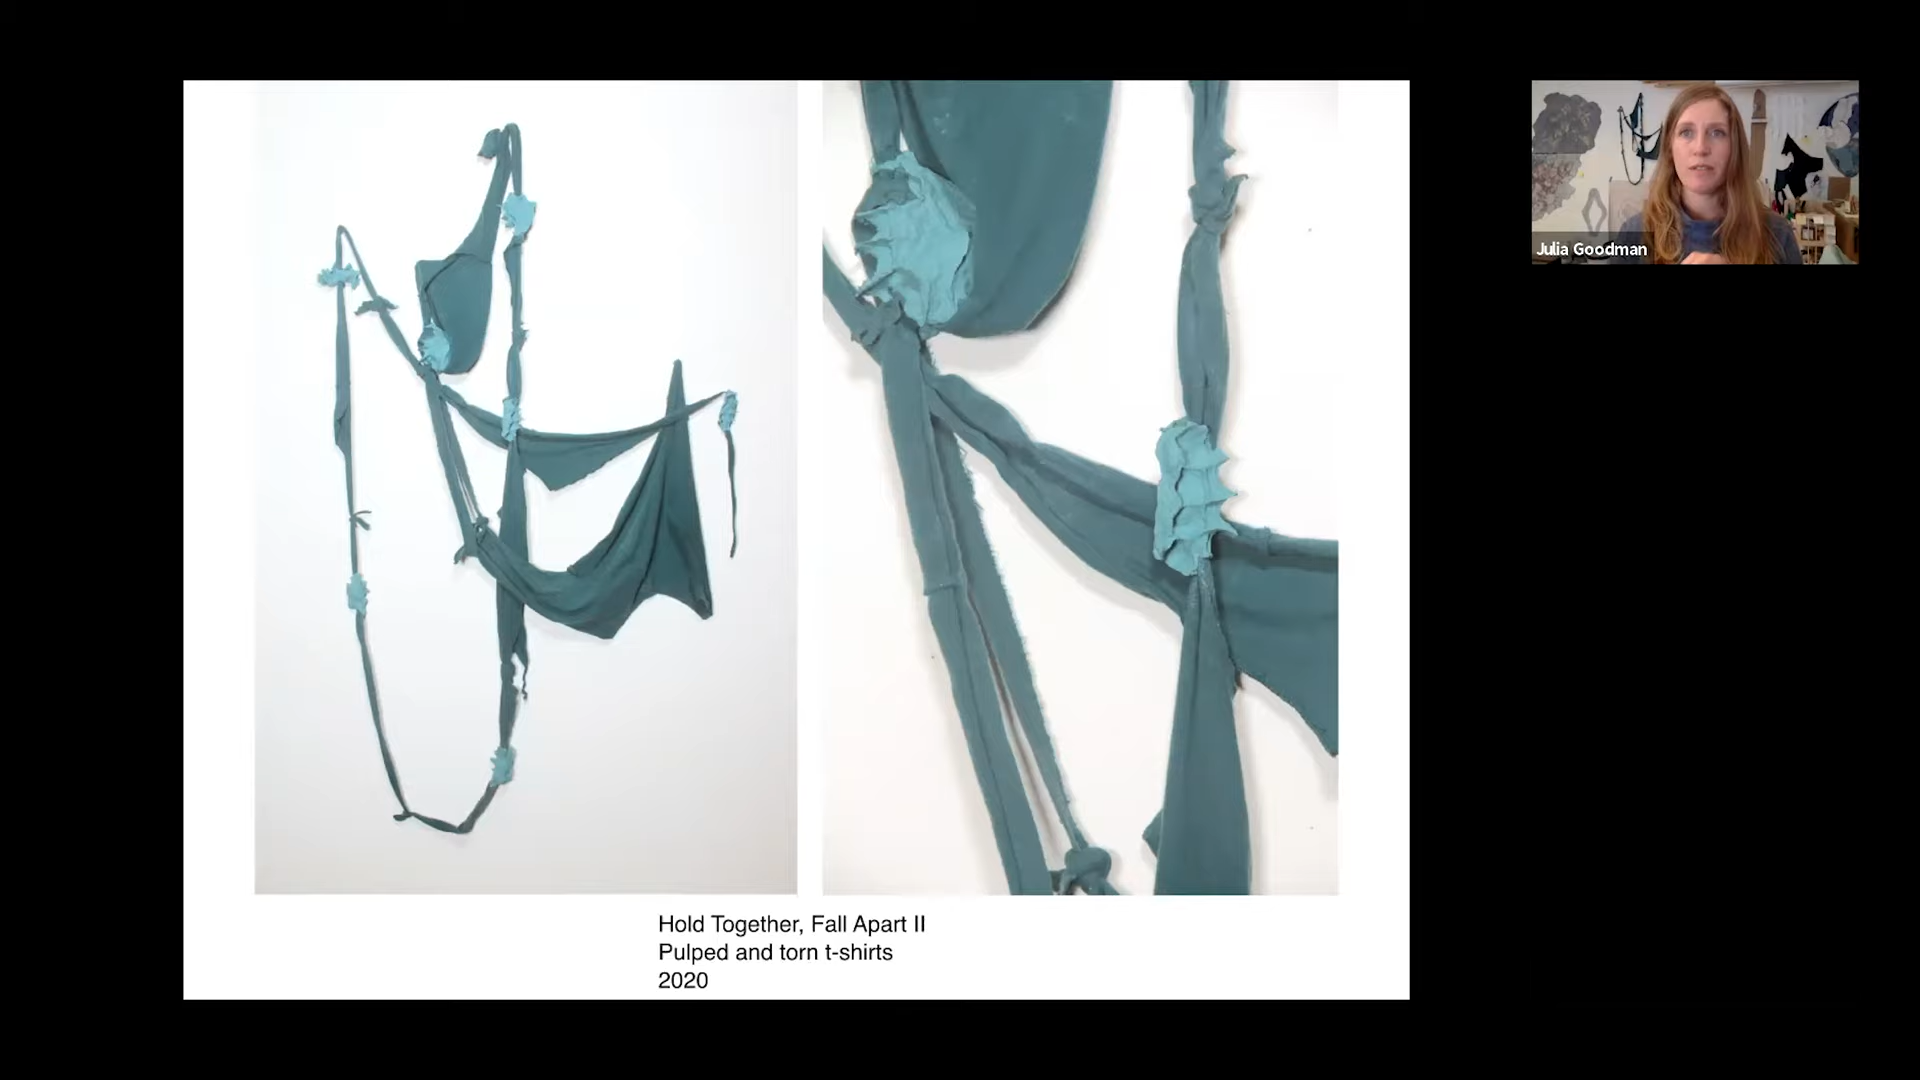 Julia Goodman
Hold Together, Fall Apart II
Pulped and torn t-shirts
2020